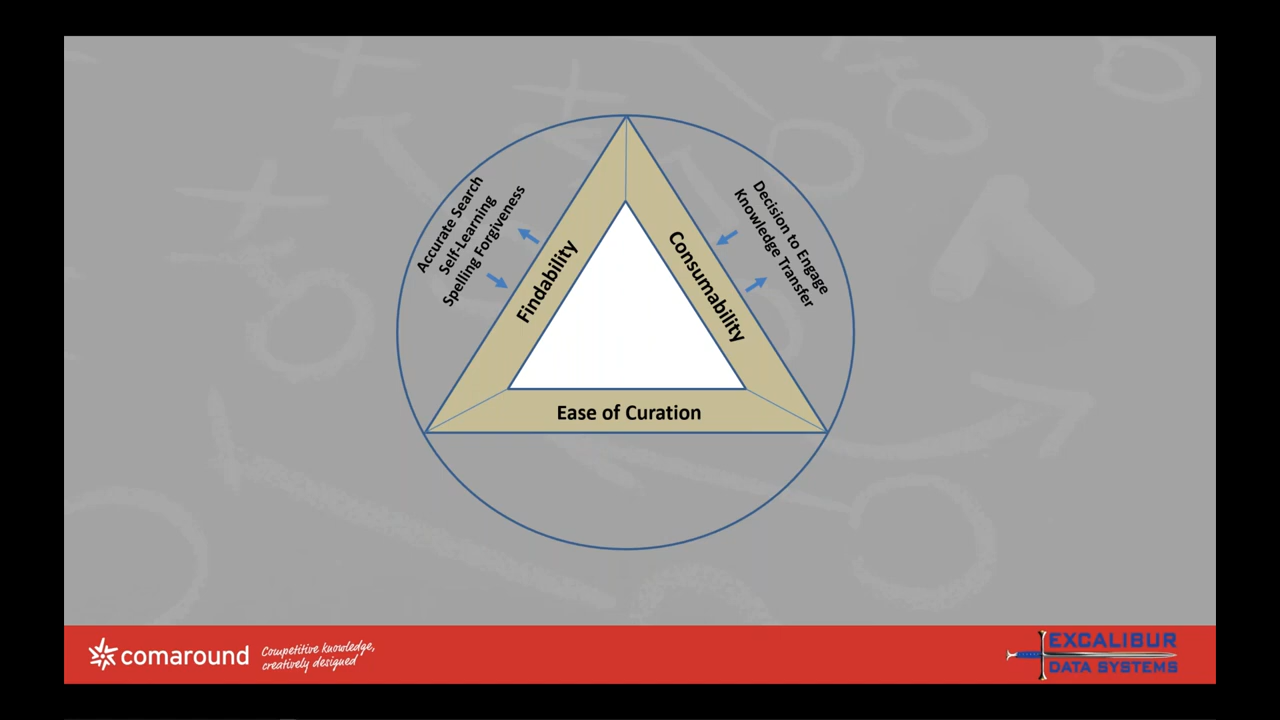 Accurate Search
Self-Learning
Spelling Forgiveness
Findability
Decision to Engage
Knowledge Transfer
Consumability
Ease of Curation
comaround
Competitive knowledge,
creatively designed
EXCALIBUR
DATA SYSTEMS